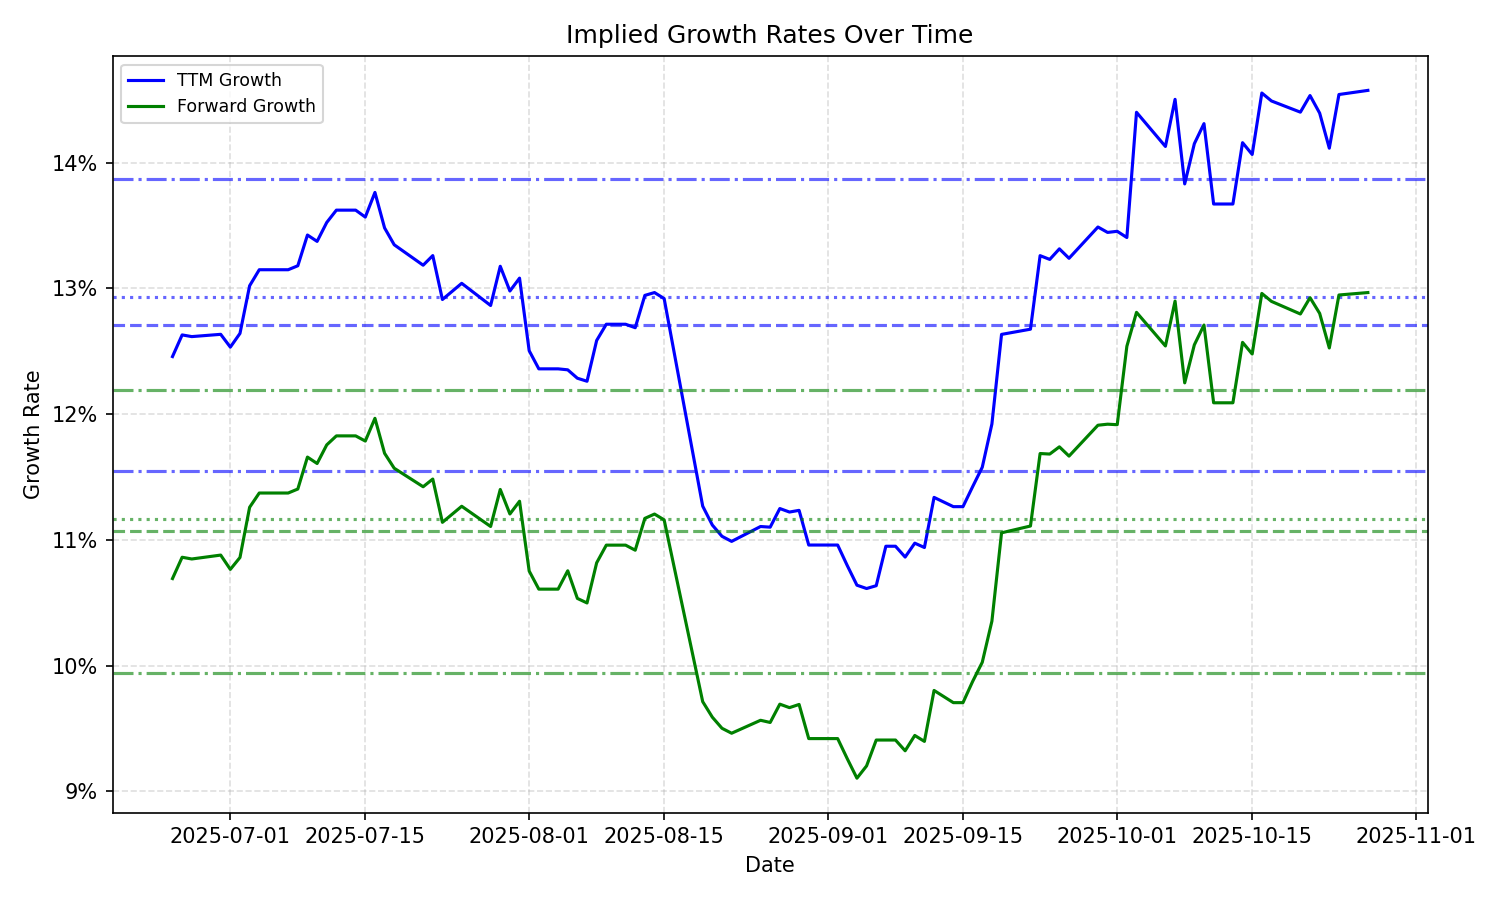 Implied Growth Rates Over Time
TTM Growth
Forward Growth
Growth Rate
14%
13%
12%
11%
10%
9%
2025-07-01 2025-07-15 2025-08-01 2025-08-15 2025-09-01 2025-09-15 2025-10-01 2025-10-15 2025-11-01
Date